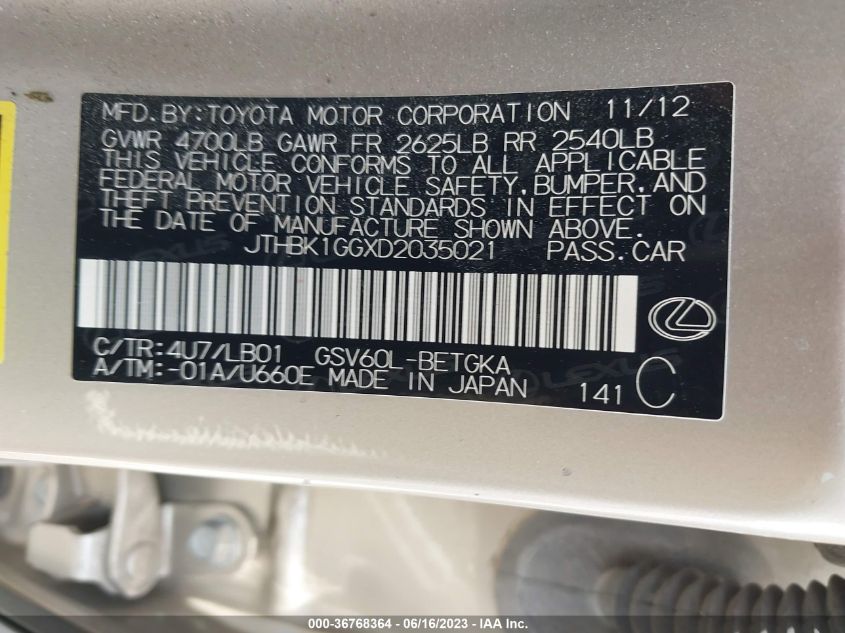 MFD.BY:TOYOTA MOTOR CORPORATION 11/12
GVWR 4700LB GAWR FR 2625LB RR 2540LB
THIS VEHICLE CONFORMS TO ALL APPLICABLE
FEDERAL MOTOR VEHICLE SAFETY,BUMPER,AND
THEFT PREVENTION STANDARDS IN EFFECT ON
THE DATE OF MANUFACTURE SHOWN ABOVE.
JTHBK1GGXD2035021 PASS.CAR
C/TR:4U7/LB01 GSV60L-BETGKA
A/TM:-01A/U660E MADE IN JAPAN 141 C
000-36768364 - 06/16/2023 - IAA Inc.